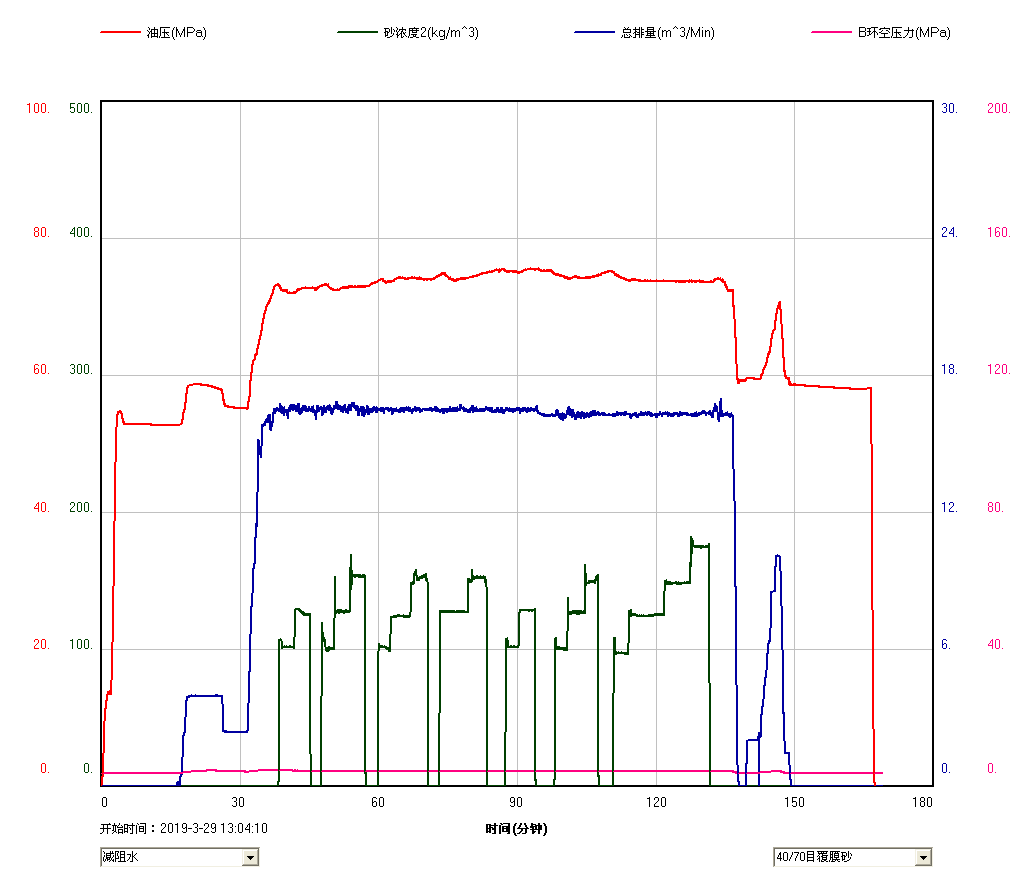 油压(MPa) 砂浓度2(kg/m^3) 总排量(m^3/Min) B环空压力(MPa)
100. 500. 30. 200.
80. 400. 24. 160.
60. 300. 18. 120.
40. 200. 12. 80.
20. 100. 6. 40.
0. 0. 0. 0.
0 30 60 90 120 150 180
开始时间：2019-3-29 13:04:10 时间(分钟)
减阻水 40/70目覆膜砂